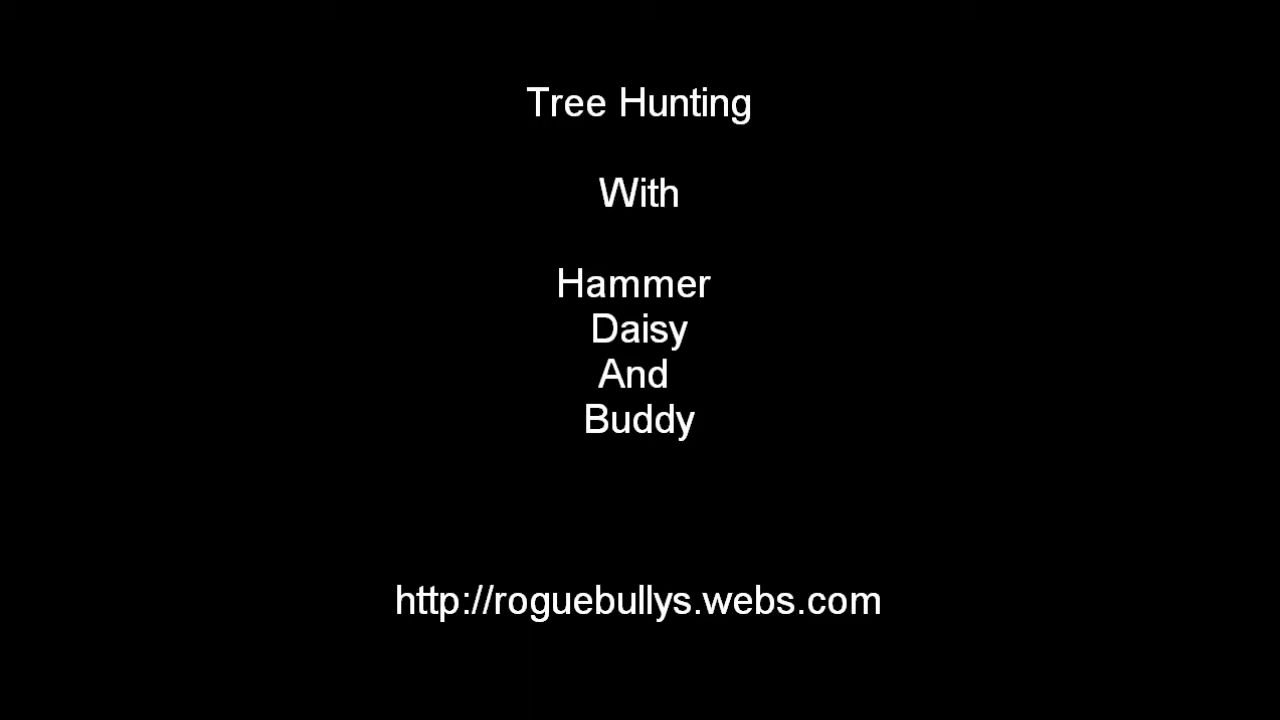 Tree Hunting
With
Hammer
Daisy
And
Buddy
http://roguebullys.webs.com